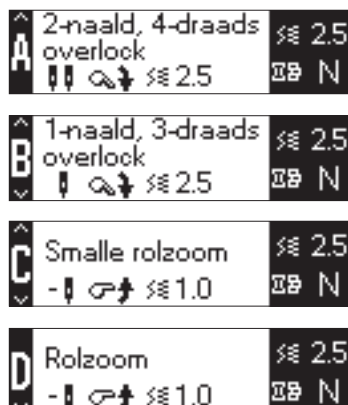 A
2-naald, 4-draads
overlock
2.5
2.5
N
B
1-naald, 3-draads
overlock
2.5
2.5
N
C
Smalle rolzoom
- 1.0
2.5
N
D
Rolzoom
- 1.0
2.5
N